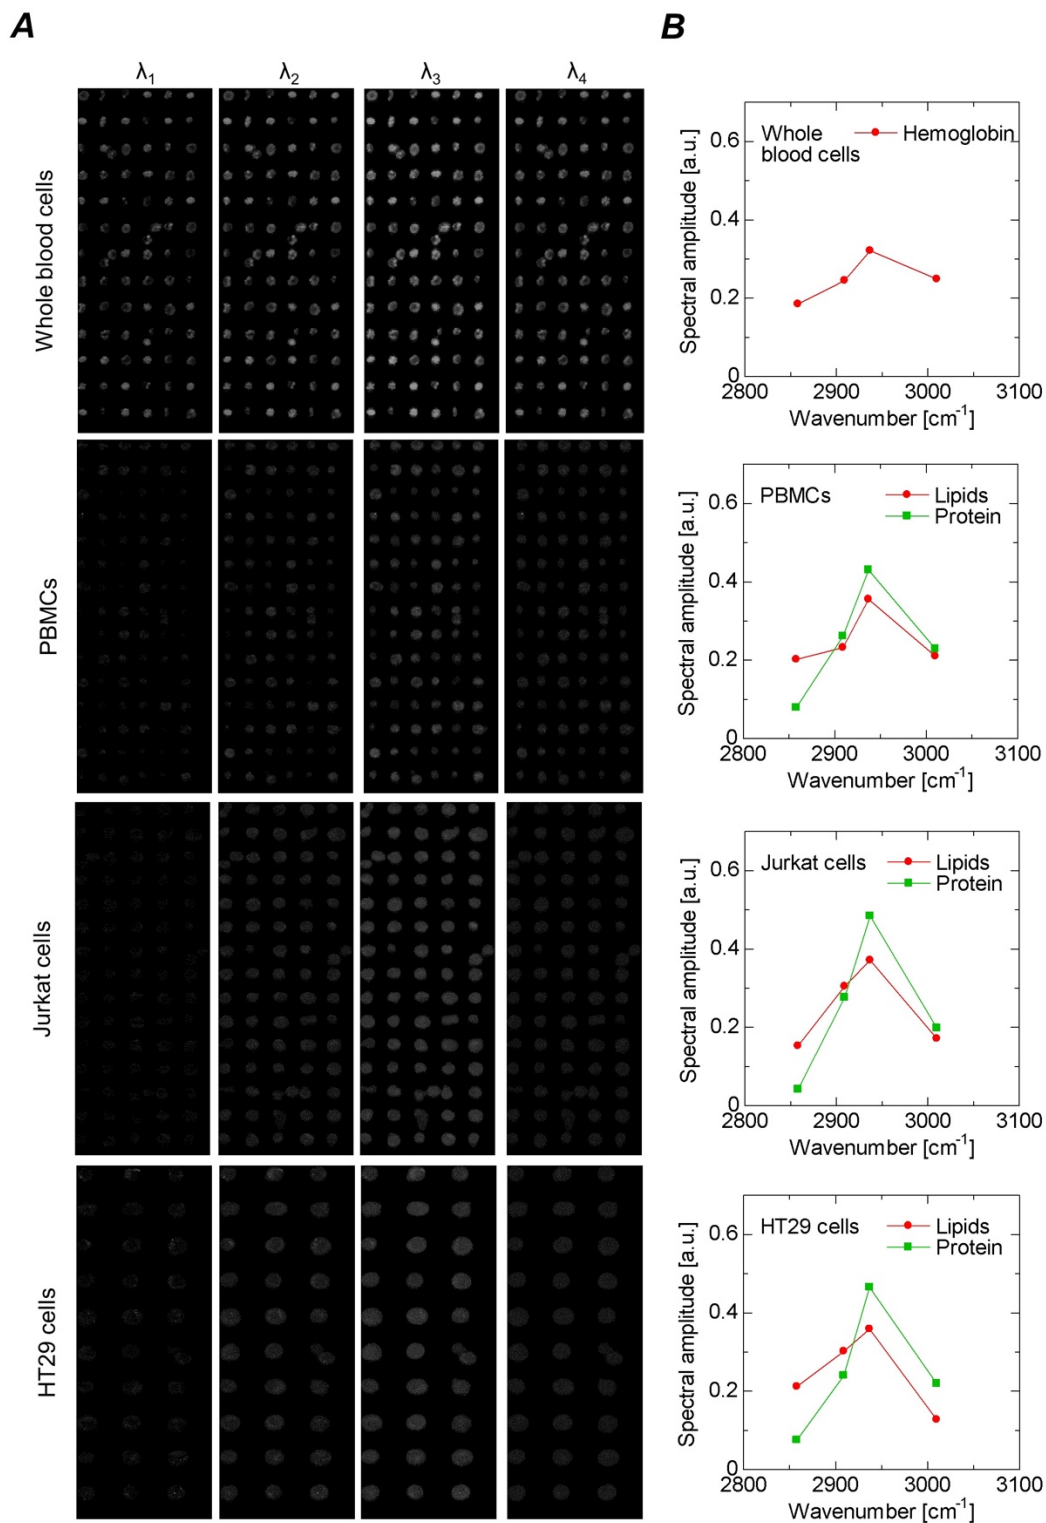 A
B
λ1 λ2 λ3 λ4
Whole blood cells
PBMCs
Jurkat cells
HT29 cells
Whole blood cells
Hemoglobin
Spectral amplitude [a.u.]
0.6
0.4
0.2
0
2800 2900 3000 3100
Wavenumber [cm⁻¹]
PBMCs
Lipids
Protein
Spectral amplitude [a.u.]
0.6
0.4
0.2
0
2800 2900 3000 3100
Wavenumber [cm⁻¹]
Jurkat cells
Lipids
Protein
Spectral amplitude [a.u.]
0.6
0.4
0.2
0
2800 2900 3000 3100
Wavenumber [cm⁻¹]
HT29 cells
Lipids
Protein
Spectral amplitude [a.u.]
0.6
0.4
0.2
0
2800 2900 3000 3100
Wavenumber [cm⁻¹]